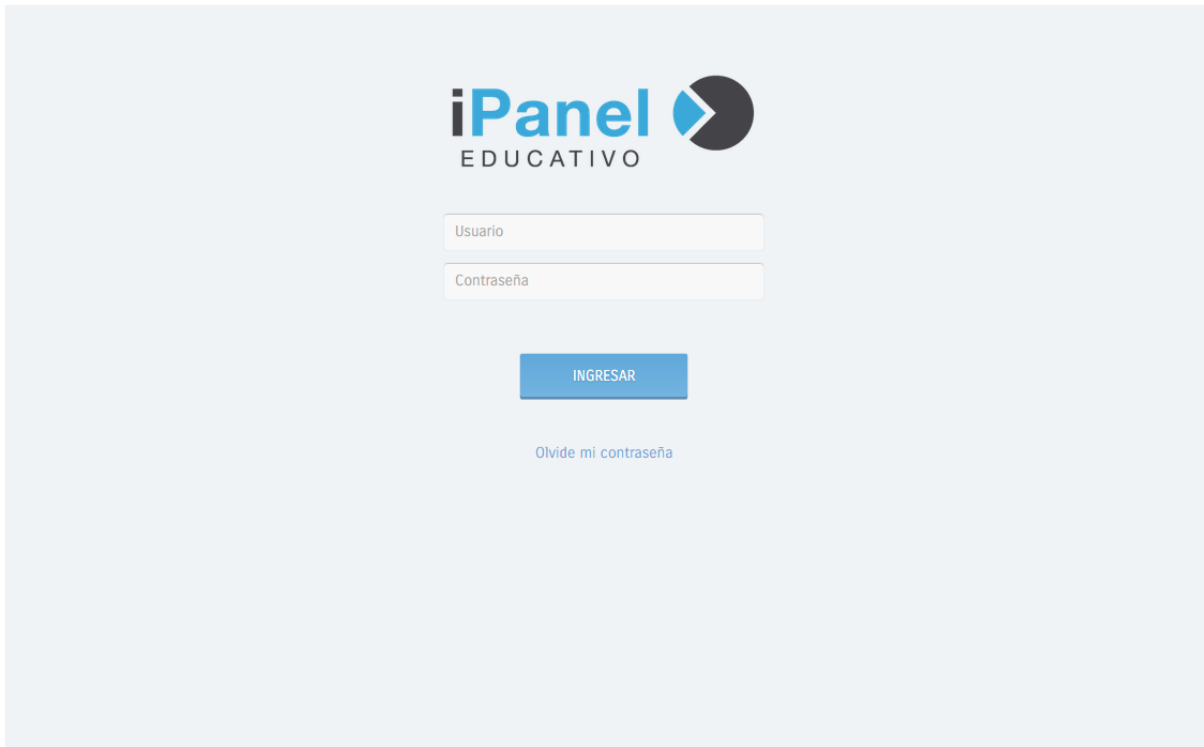 iPanel
EDUCATIVO
Usuario
Contraseña
INGRESAR
Olvide mi contraseña